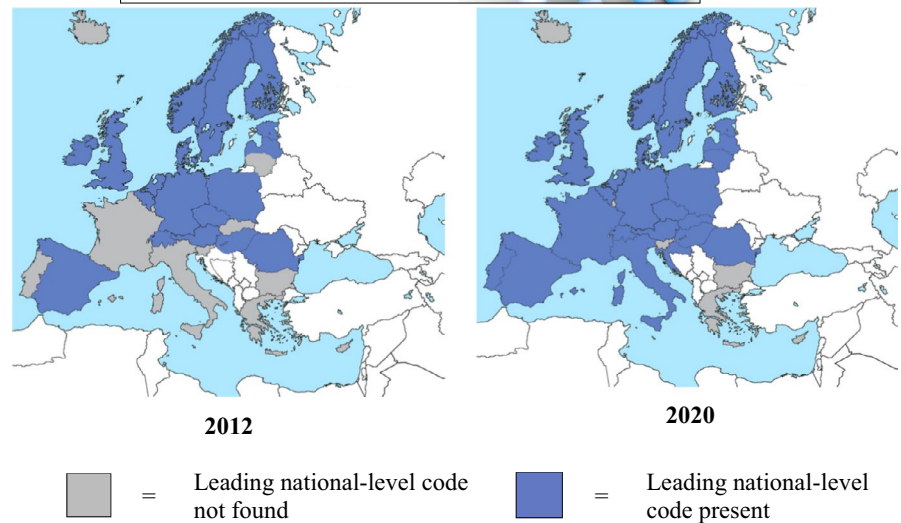 2012
2020
= Leading national-level code
not found
= Leading national-level
code present